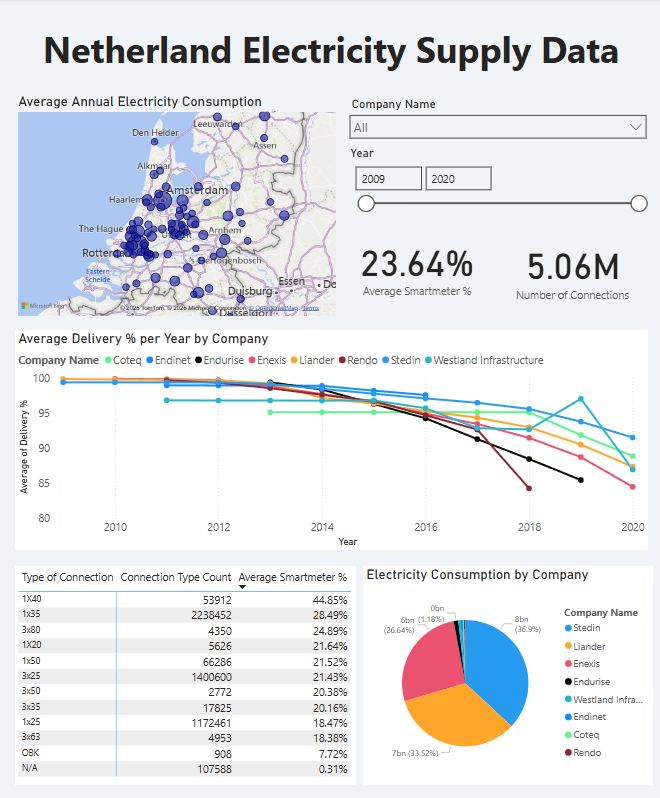 Netherland Electricity Supply Data
Average Annual Electricity Consumption
Leeuwarden
Den Helder
Assen
Alkmaar
Haarlem
Amsterdam
The Hague
Utrecht
Arnhem
Rotterdam
Eastern
Schelde
's-Hertogenbosch
Essen
Duisburg
Do
Düsseldorf
Microsoft Bing
© 2026 TomTom, © 2026 Microsoft Corporation, © OpenStreetMap Terms
Company Name
All
Year
2009 2020
23.64%
Average Smartmeter %
5.06M
Number of Connections
Average Delivery % per Year by Company
Company Name Coteq Endinet Endurise Enexis Liander Rendo Stedin Westland Infrastructure
Average of Delivery %
100
95
90
85
80
2010 2012 2014 2016 2018 2020
Year
Type of Connection Connection Type Count Average Smartmeter %
1X40 53912 44.85%
1x35 2238452 28.49%
3x80 4350 24.89%
1X20 5626 21.64%
1x50 66286 21.52%
3x25 1400600 21.43%
3x50 2772 20.38%
3x35 17825 20.16%
1x25 1172461 18.47%
3x63 4953 18.38%
OBK 908 7.72%
N/A 107588 0.31%
Electricity Consumption by Company
0bn
(1.18%)
6bn
(26.64%)
8bn
(36.9%)
7bn (33.52%)
Company Name
Stedin
Liander
Enexis
Endurise
Westland Infra...
Endinet
Coteq
Rendo